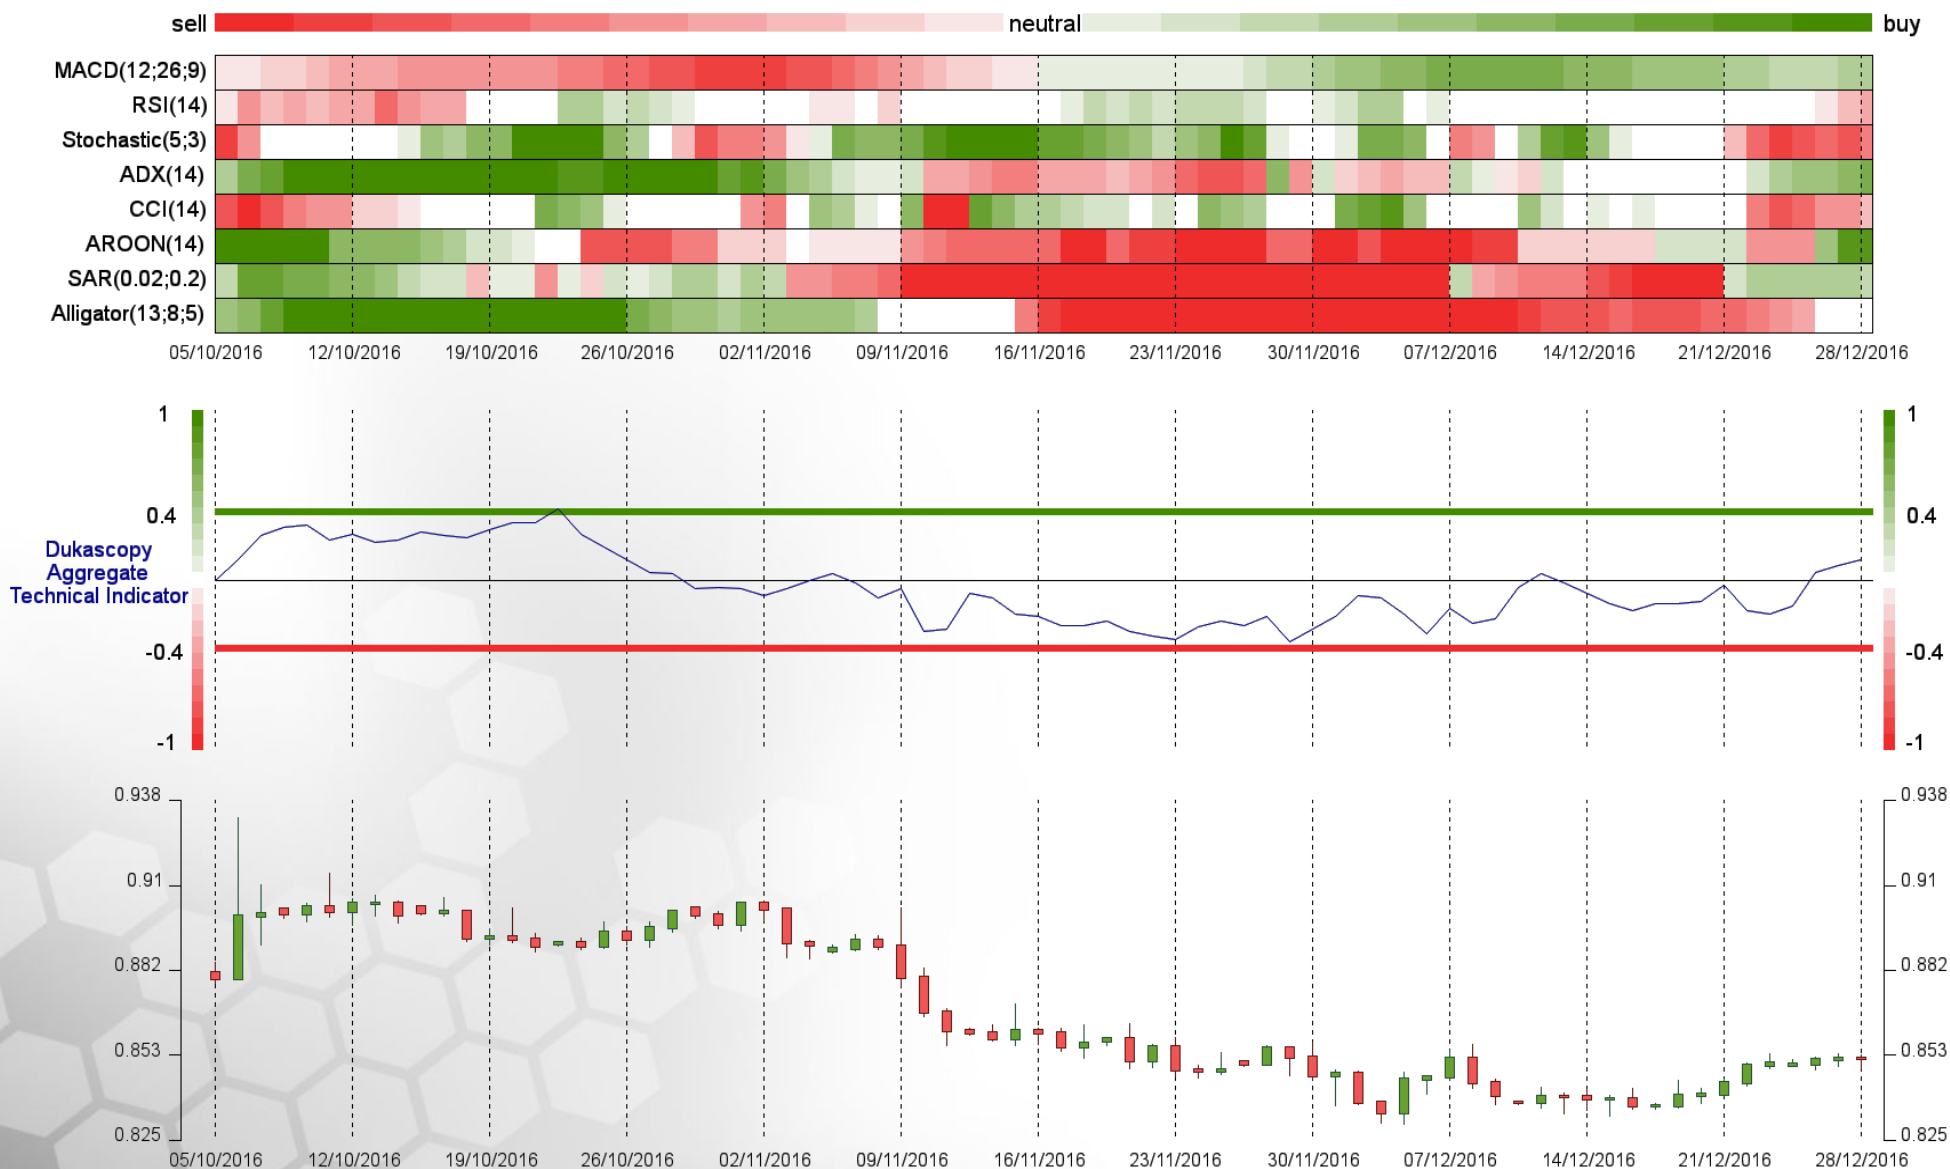 sell neutral buy
MACD(12;26;9)
RSI(14)
Stochastic(5;3)
ADX(14)
CCI(14)
AROON(14)
SAR(0.02;0.2)
Alligator(13;8;5)
05/10/2016 12/10/2016 19/10/2016 26/10/2016 02/11/2016 09/11/2016 16/11/2016 23/11/2016 30/11/2016 07/12/2016 14/12/2016 21/12/2016 28/12/2016
1 1
0.4 0.4
Dukascopy
Aggregate
Technical Indicator
-0.4 -0.4
-1 -1
0.938 0.938
0.91 0.91
0.882 0.882
0.853 0.853
0.825 0.825
05/10/2016 12/10/2016 19/10/2016 26/10/2016 02/11/2016 09/11/2016 16/11/2016 23/11/2016 30/11/2016 07/12/2016 14/12/2016 21/12/2016 28/12/2016